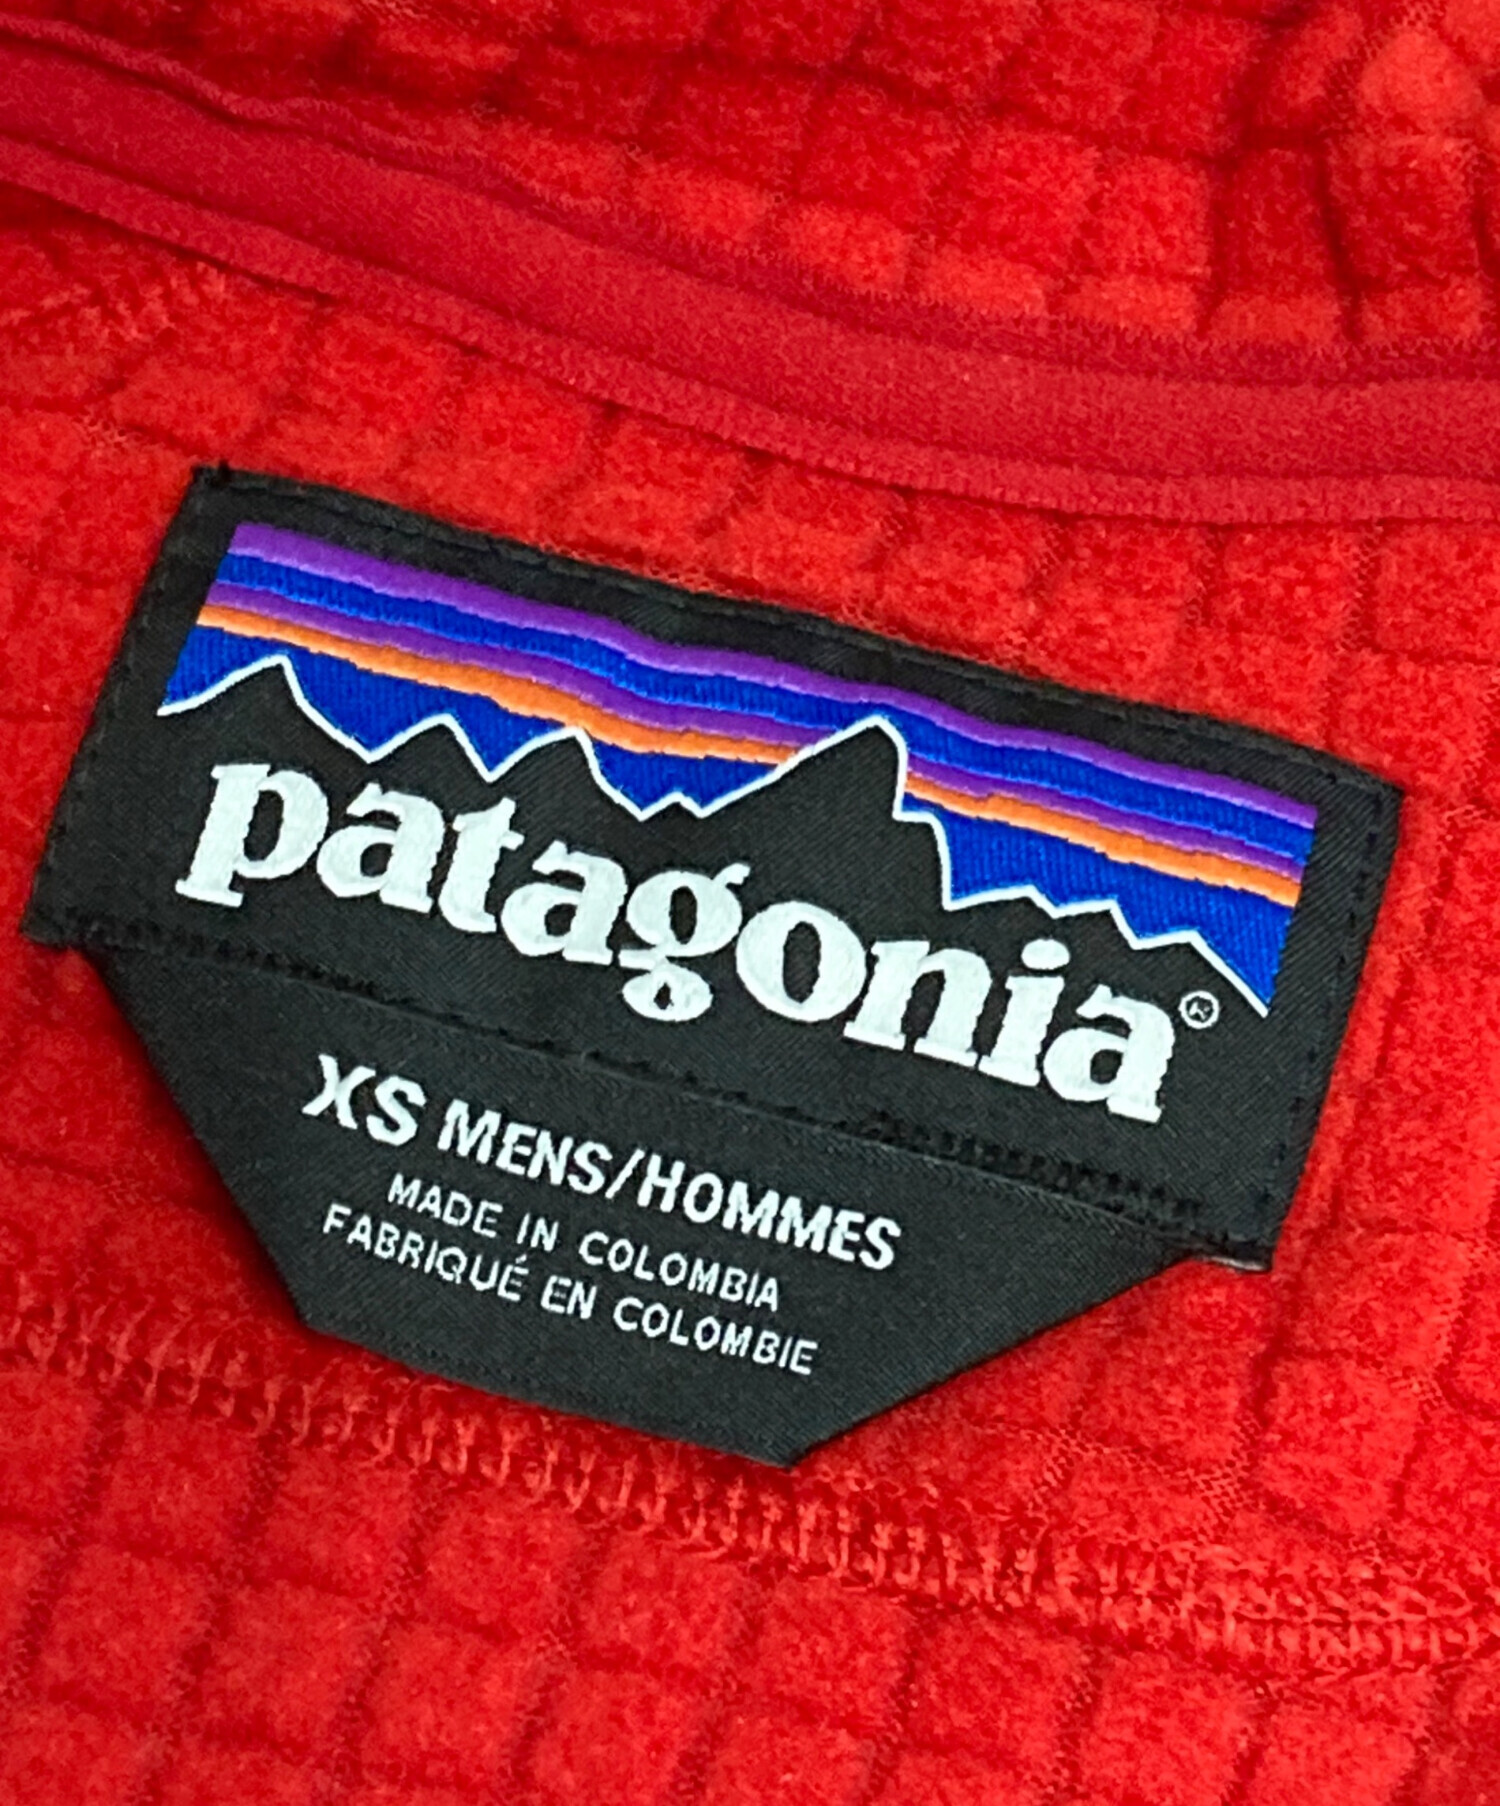 patagonia®
XS MENS/HOMMES
MADE IN COLOMBIA
FABRIQUÉ EN COLOMBIE